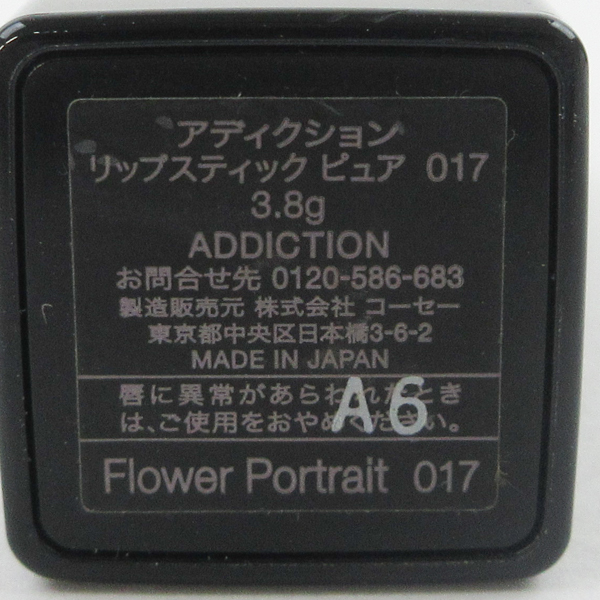 アディクション
リップスティック ピュア 017
3.8g
ADDICTION
お問合せ先 0120-586-683
製造販売元 株式会社 コーセー
東京都中央区日本橋3-6-2
MADE IN JAPAN
唇に異常があらわれたとき
は、ご使用をおやめください。
A6
Flower Portrait 017